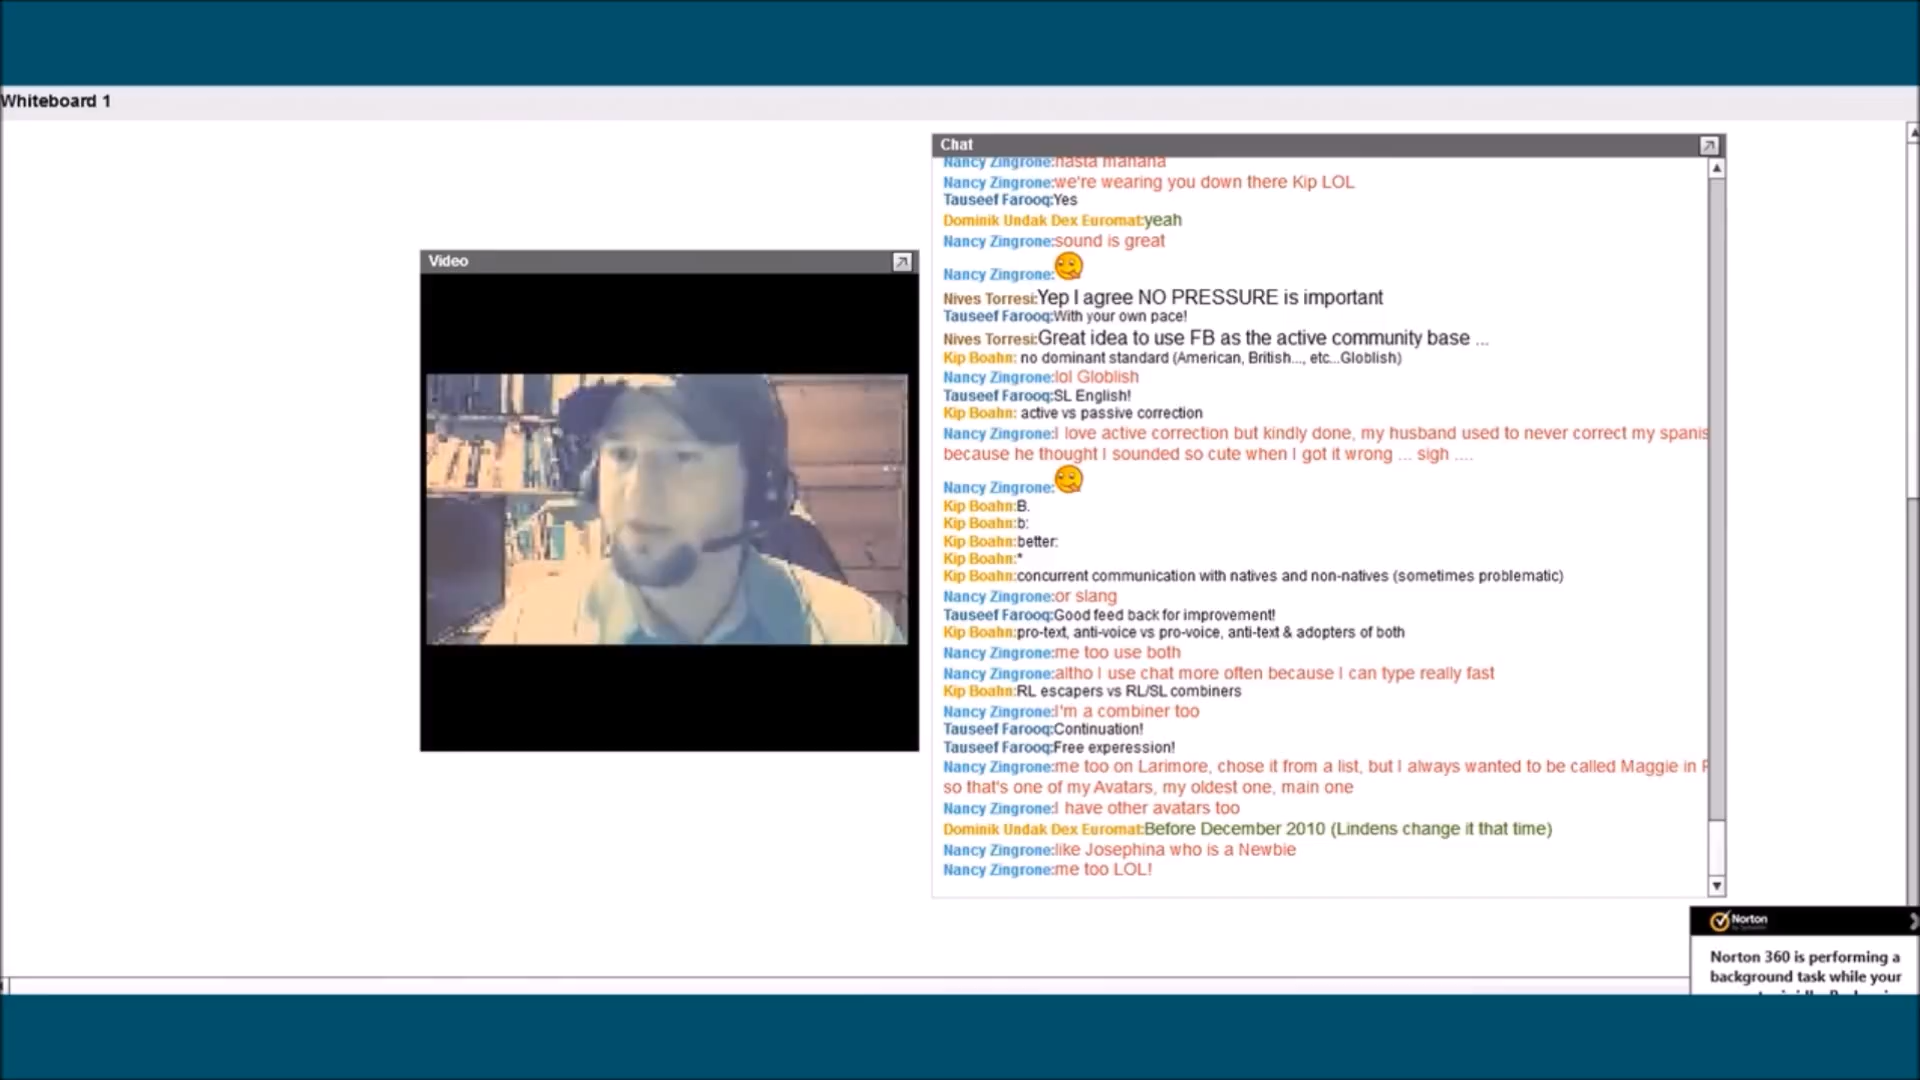 Whiteboard 1
Chat
Nancy Zingrone:hasta manana
Nancy Zingrone:we're wearing you down there Kip LOL
Tauseef Farooq:Yes
Dominik Undak Dex Euromat:yeah
Nancy Zingrone:sound is great
Video
Nancy Zingrone:
Nives Torresi:Yep I agree NO PRESSURE is important
Tauseef Farooq:With your own pace!
Nives Torresi:Great idea to use FB as the active community base ...
Kip Boahn: no dominant standard (American, British..., etc...Globlish)
Nancy Zingrone:lol Globlish
Tauseef Farooq:SL English!
Kip Boahn: active vs passive correction
Nancy Zingrone:I love active correction but kindly done, my husband used to never correct my spanis
because he thought I sounded so cute when I got it wrong ... sigh ....
Nancy Zingrone:
Kip Boahn:B.
Kip Boahn:b:
Kip Boahn:better:
Kip Boahn:*
Kip Boahn:concurrent communication with natives and non-natives (sometimes problematic)
Nancy Zingrone:or slang
Tauseef Farooq:Good feed back for improvement!
Kip Boahn:pro-text, anti-voice vs pro-voice, anti-text & adopters of both
Nancy Zingrone:me too use both
Nancy Zingrone:altho I use chat more often because I can type really fast
Kip Boahn:RL escapers vs RL/SL combiners
Nancy Zingrone:I'm a combiner too
Tauseef Farooq:Continuation!
Tauseef Farooq:Free experession!
Nancy Zingrone:me too on Larimore, chose it from a list, but I always wanted to be called Maggie in
so that's one of my Avatars, my oldest one, main one
Nancy Zingrone:I have other avatars too
Dominik Undak Dex Euromat:Before December 2010 (Lindens change it that time)
Nancy Zingrone:like Josephina who is a Newbie
Nancy Zingrone:me too LOL!
Norton
Norton 360 is performing a
background task while your